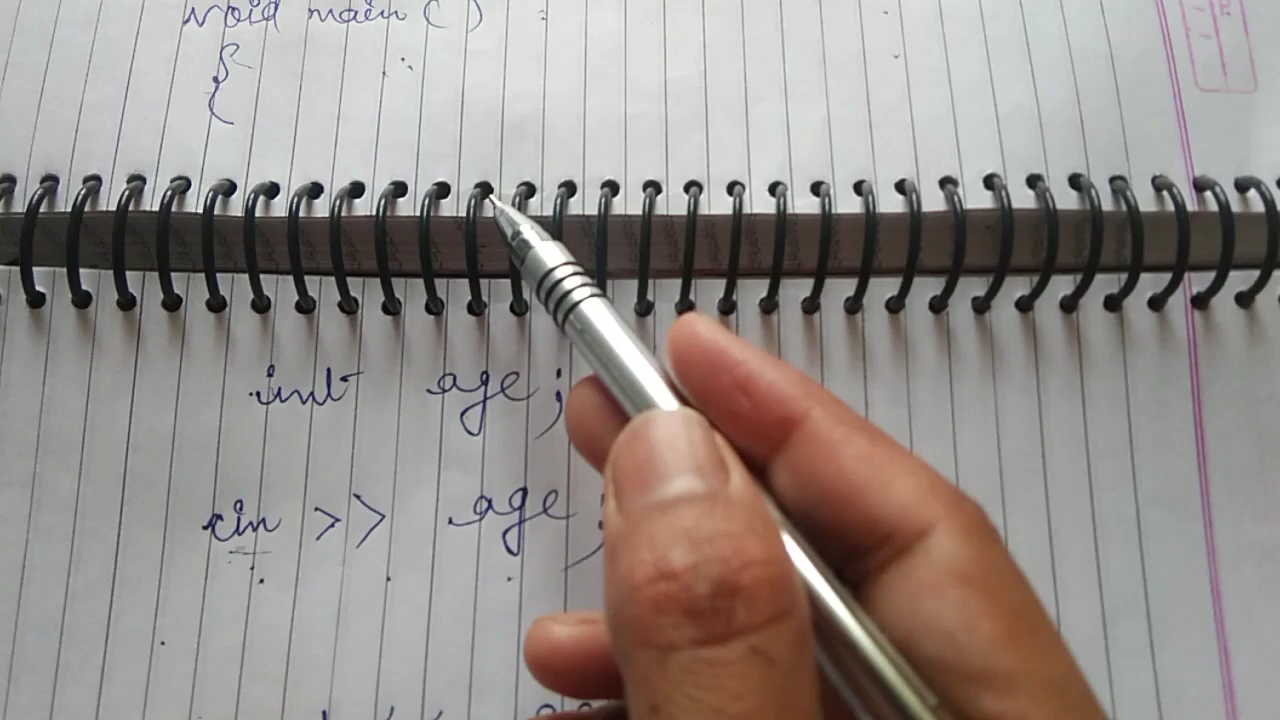 void main ( )
{
int age ;
cin >> age ;